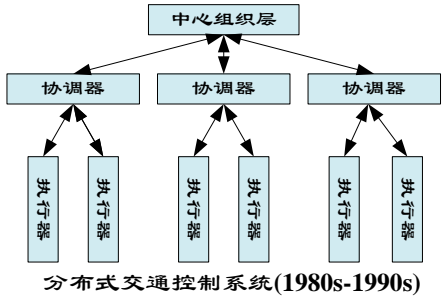 中心组织层
协调器 协调器 协调器
执行器 执行器 执行器 执行器 执行器 执行器
分布式交通控制系统(1980s-1990s)